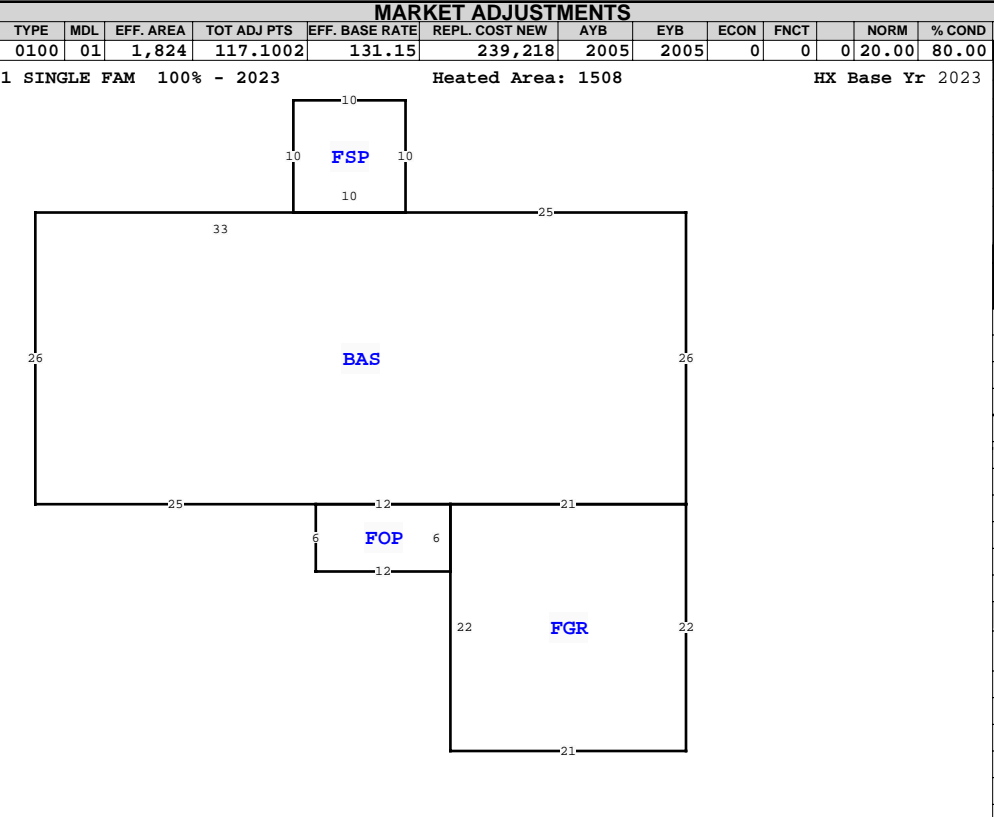 MARKET ADJUSTMENTS
TYPE MDL EFF. AREA TOT ADJ PTS EFF. BASE RATE REPL. COST NEW AYB EYB ECON FNCT NORM % COND
0100 01 1,824 117.1002 131.15 239,218 2005 2005 0 0 0 20.00 80.00
1 SINGLE FAM 100% - 2023 Heated Area: 1508 HX Base Yr 2023
10
10 FSP 10
10
25
33
26 BAS 26
25 12 21
6 FOP 6
12
22 FGR 22
21